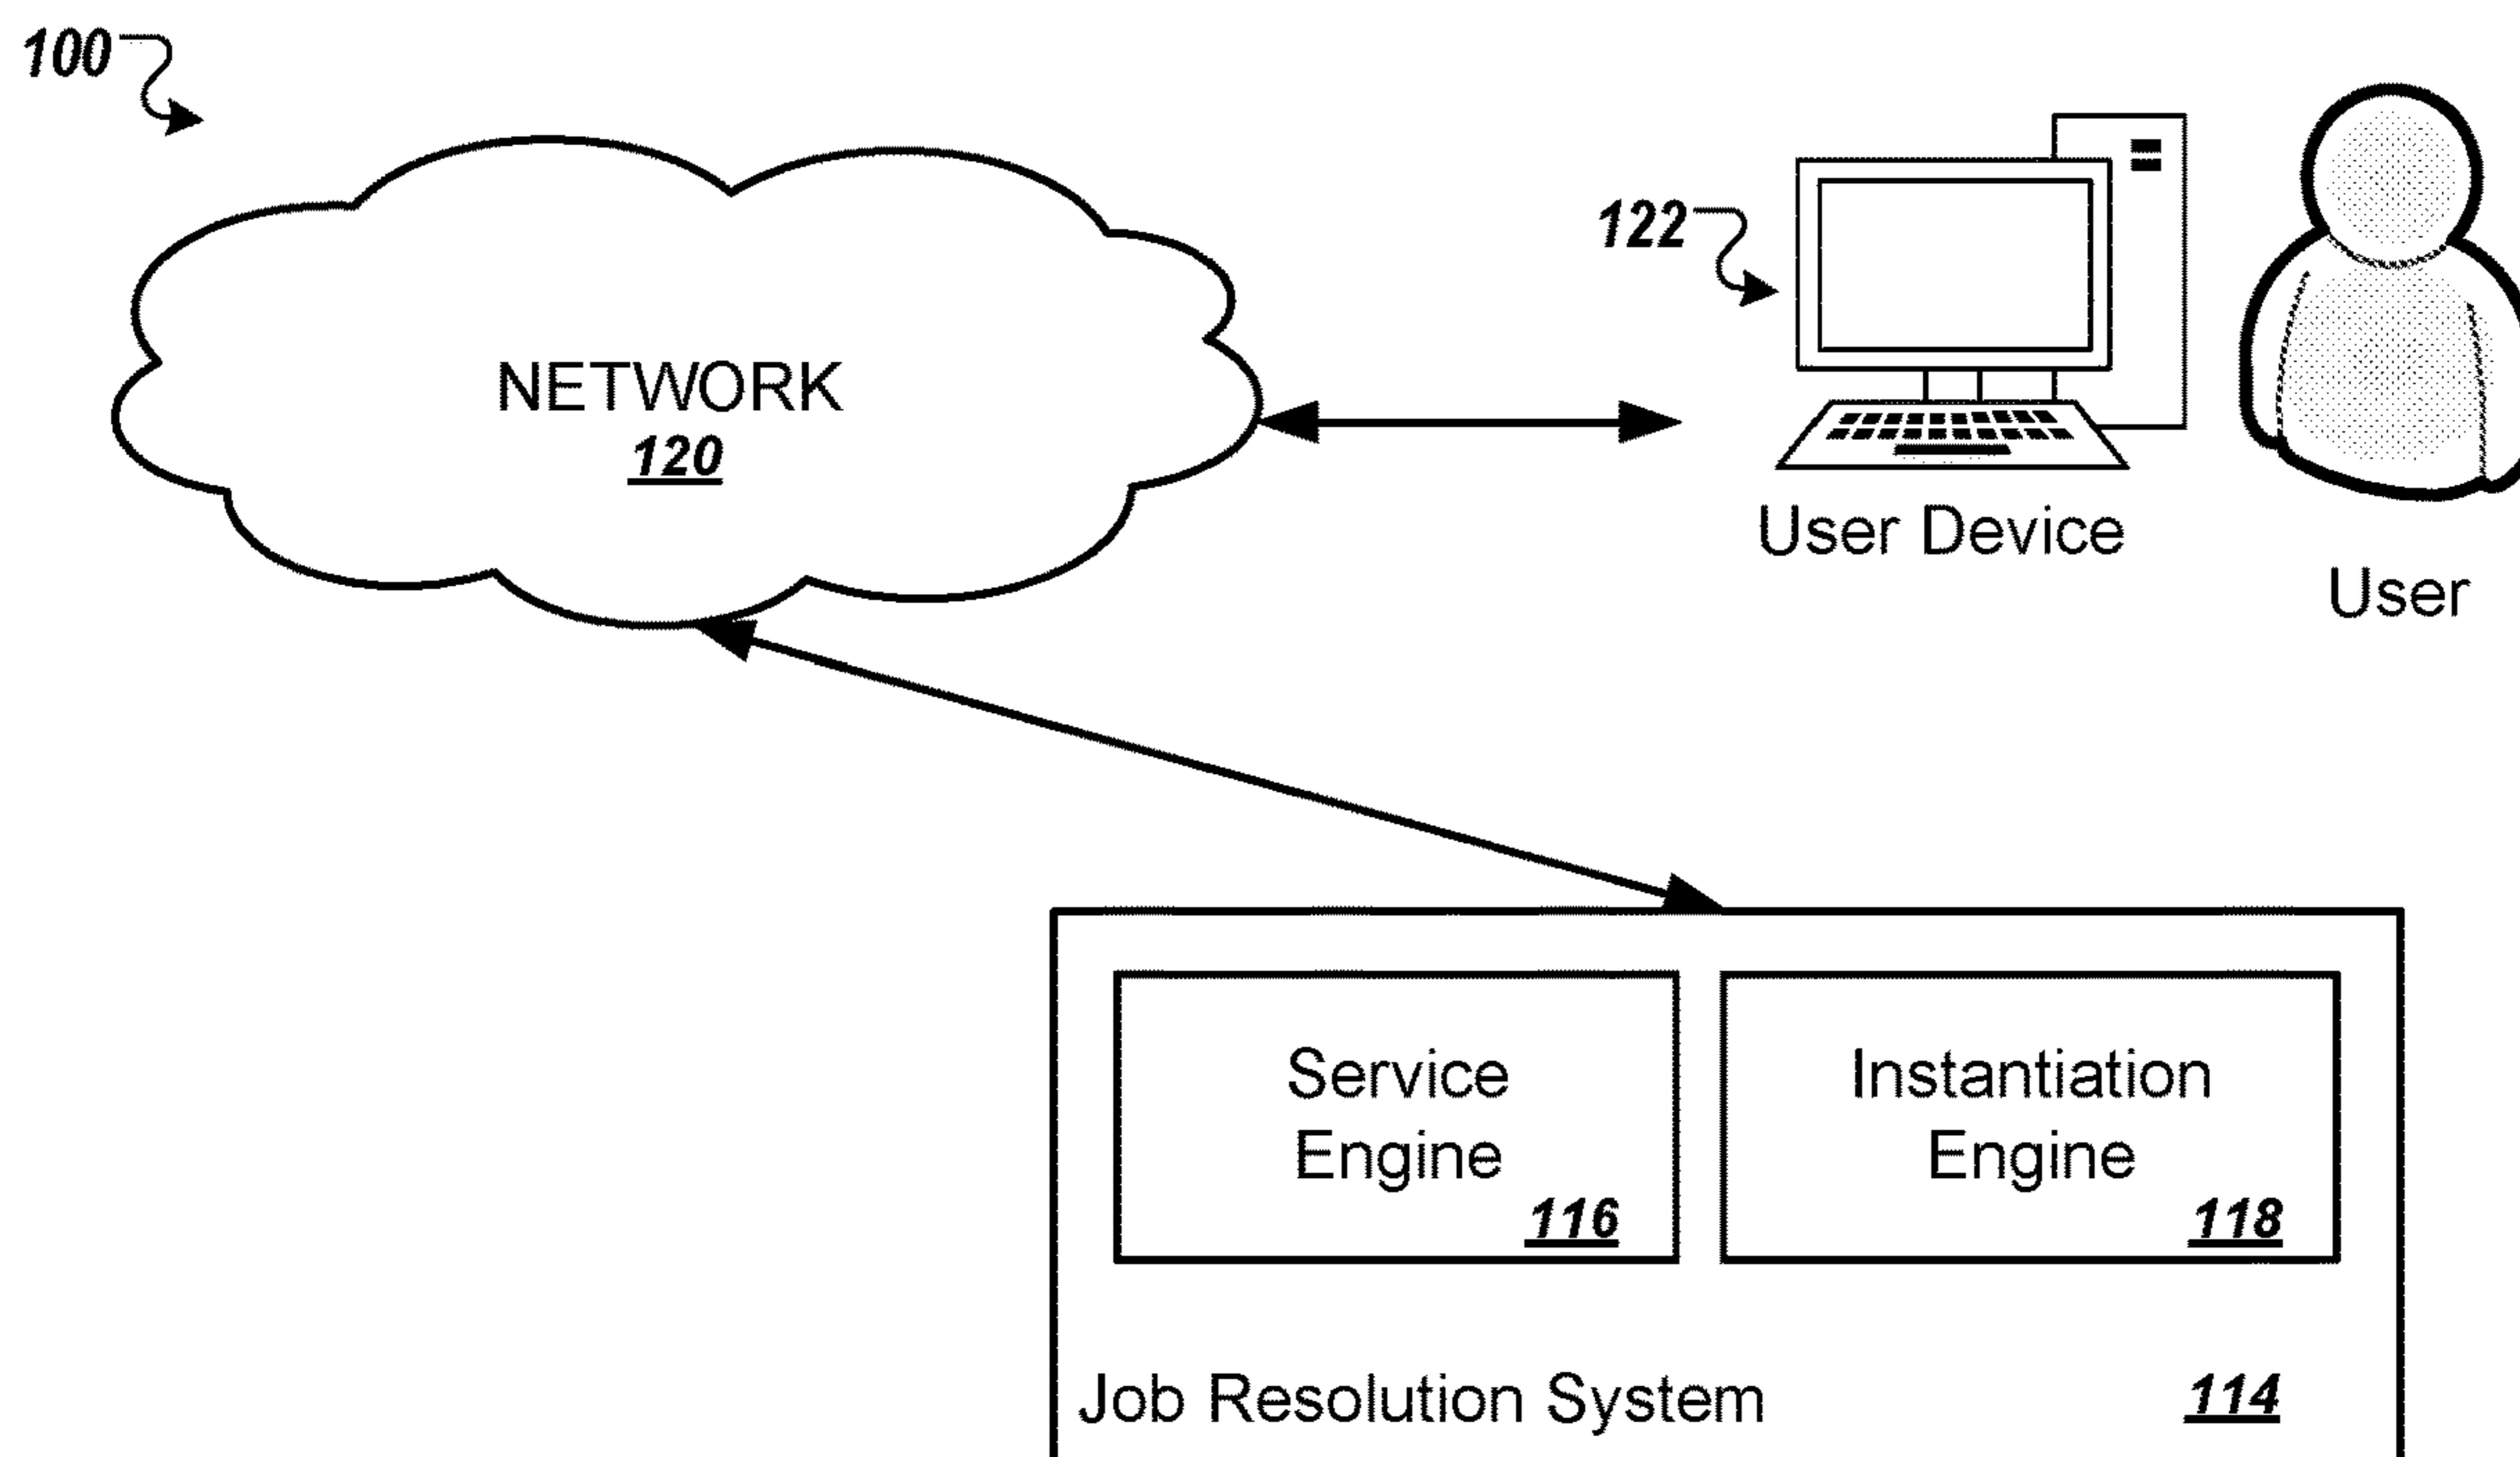 100
122
NETWORK
120
User Device
User
Service
Engine
116
Instantiation
Engine
118
Job Resolution System
114